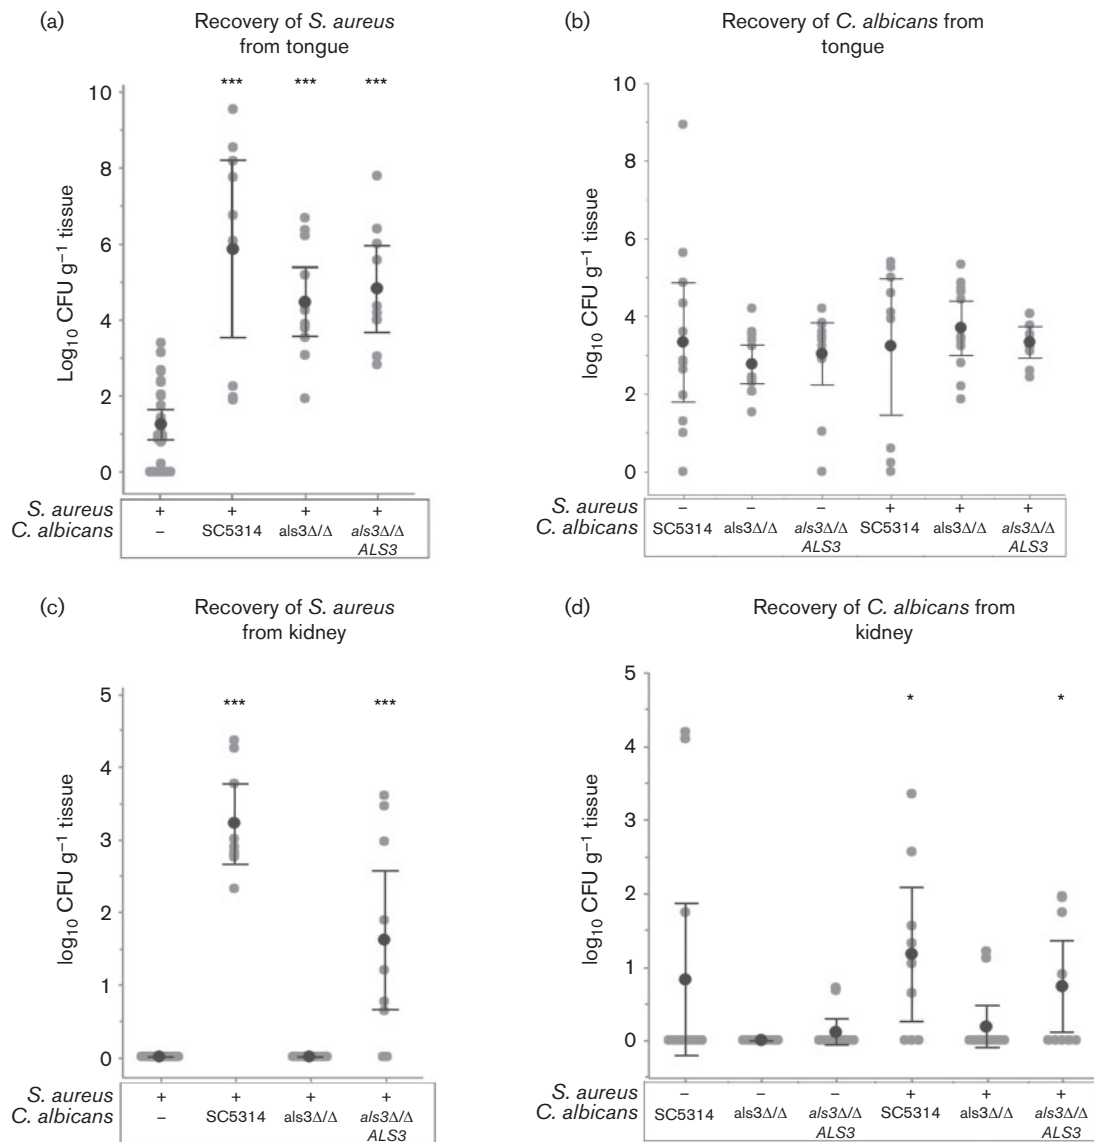 (a) Recovery of S. aureus
from tongue
*** *** ***
10
8
6
4
2
0
Log₁₀ CFU g⁻¹ tissue
S. aureus + + + +
C. albicans – SC5314 als3Δ/Δ als3Δ/Δ
ALS3
(b) Recovery of C. albicans from
tongue
10
8
6
4
2
0
log₁₀ CFU g⁻¹ tissue
– – – + + +
SC5314 als3Δ/Δ als3Δ/Δ SC5314 als3Δ/Δ als3Δ/Δ
ALS3 ALS3
(c) Recovery of S. aureus
from kidney
*** ***
5
4
3
2
1
0
log₁₀ CFU g⁻¹ tissue
S. aureus + + + +
C. albicans – SC5314 als3Δ/Δ als3Δ/Δ
ALS3
(d) Recovery of C. albicans from
kidney
* *
5
4
3
2
1
0
log₁₀ CFU g⁻¹ tissue
S. aureus – – – + + +
C. albicans SC5314 als3Δ/Δ als3Δ/Δ SC5314 als3Δ/Δ als3Δ/Δ
ALS3 ALS3